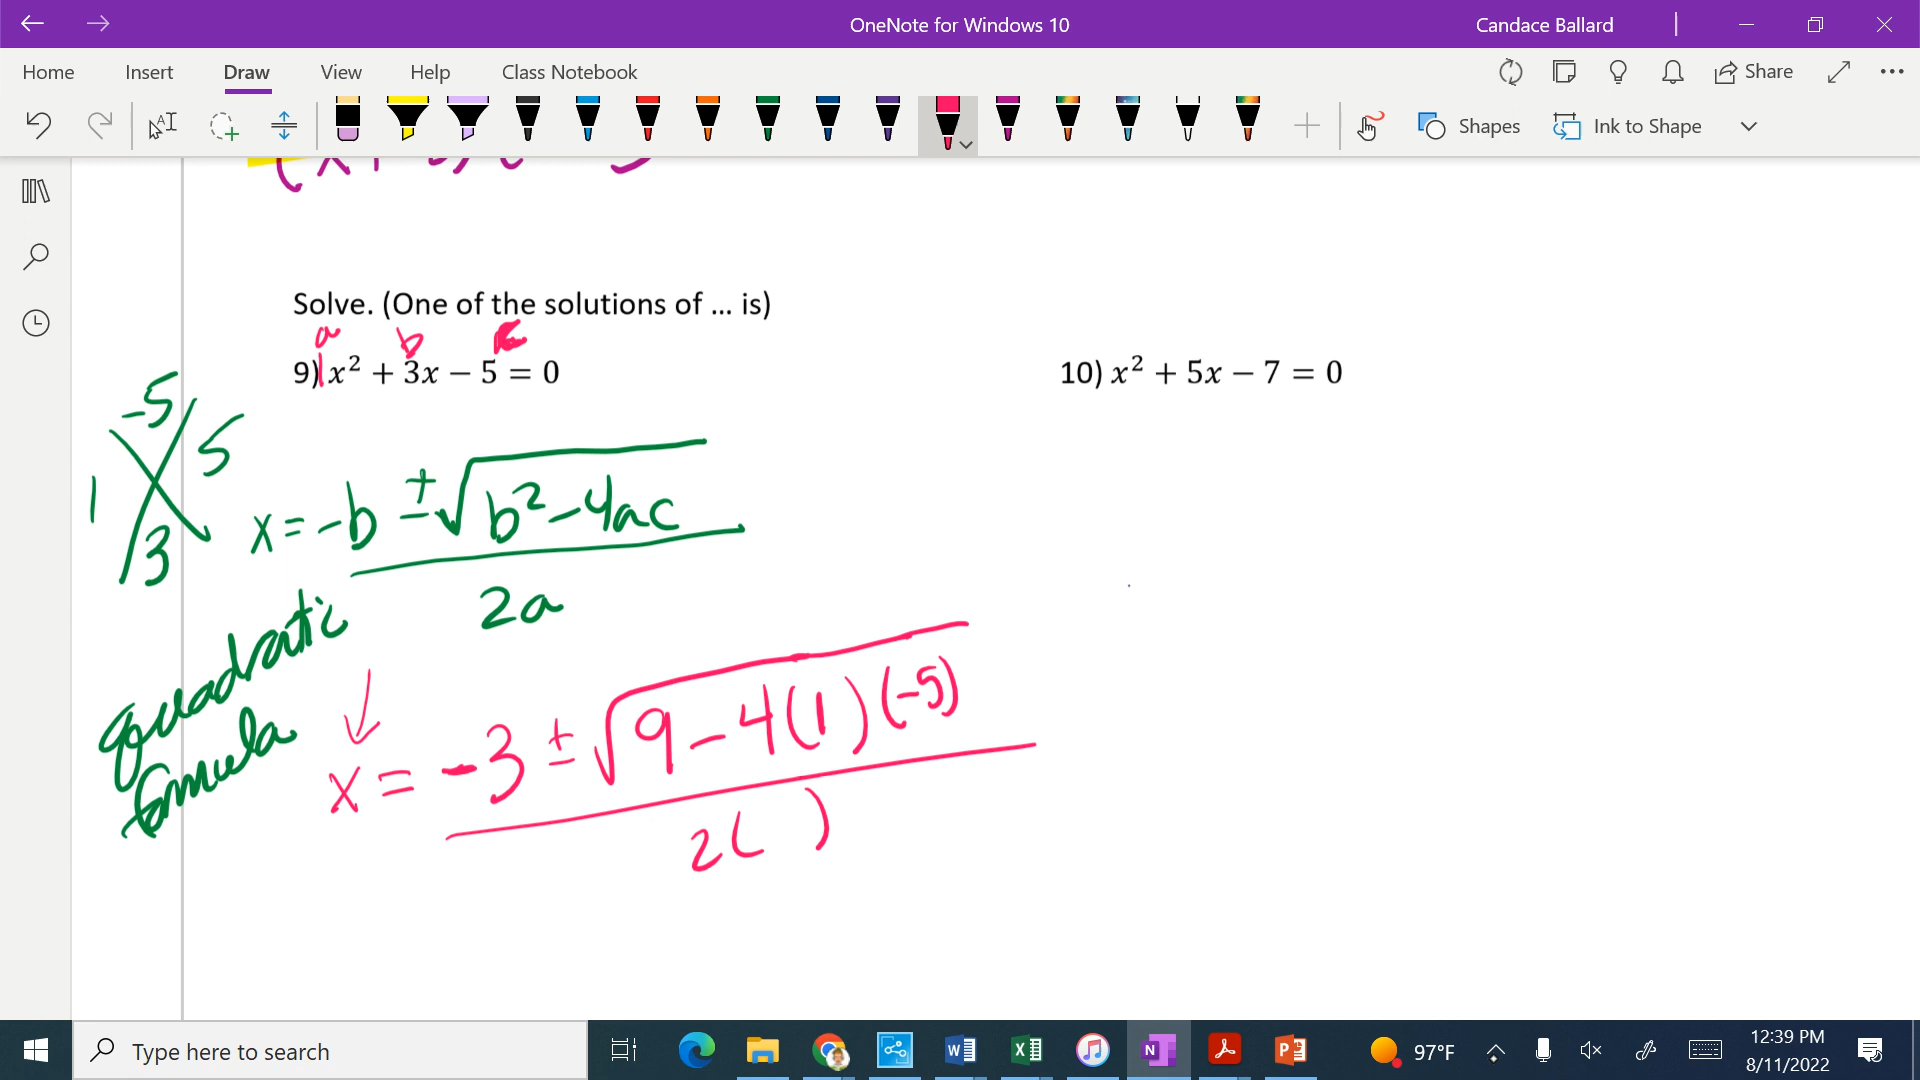 OneNote for Windows 10
Candace Ballard
Home Insert Draw View Help Class Notebook
Share
Shapes Ink to Shape
Solve. (One of the solutions of ... is)
a b c
9) 1x² + 3x − 5 = 0
10) x² + 5x − 7 = 0
-5
1 5
3
x = -b ± √b²-4ac
2a
quadratic
formula
x = -3 ± √9-4(1)(-5)
2( )
Type here to search
97°F
12:39 PM
8/11/2022